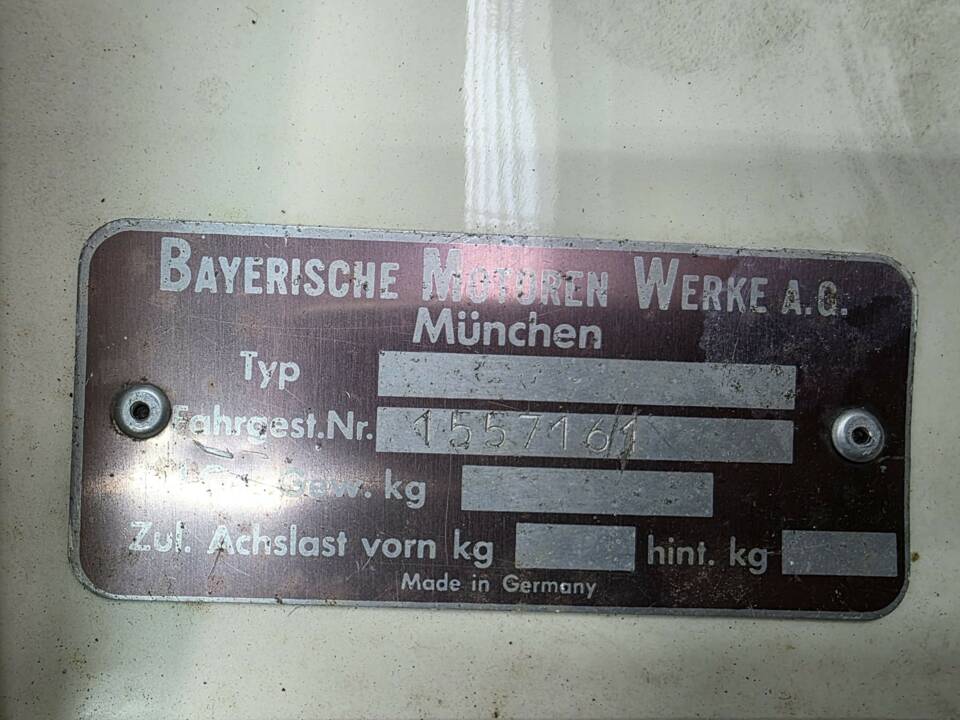 BAYERISCHE MOTOREN WERKE A.G.
München
Typ
Fahrgest.Nr. 1557161
Gew. kg
Zul. Achslast vorn kg hint. kg
Made in Germany